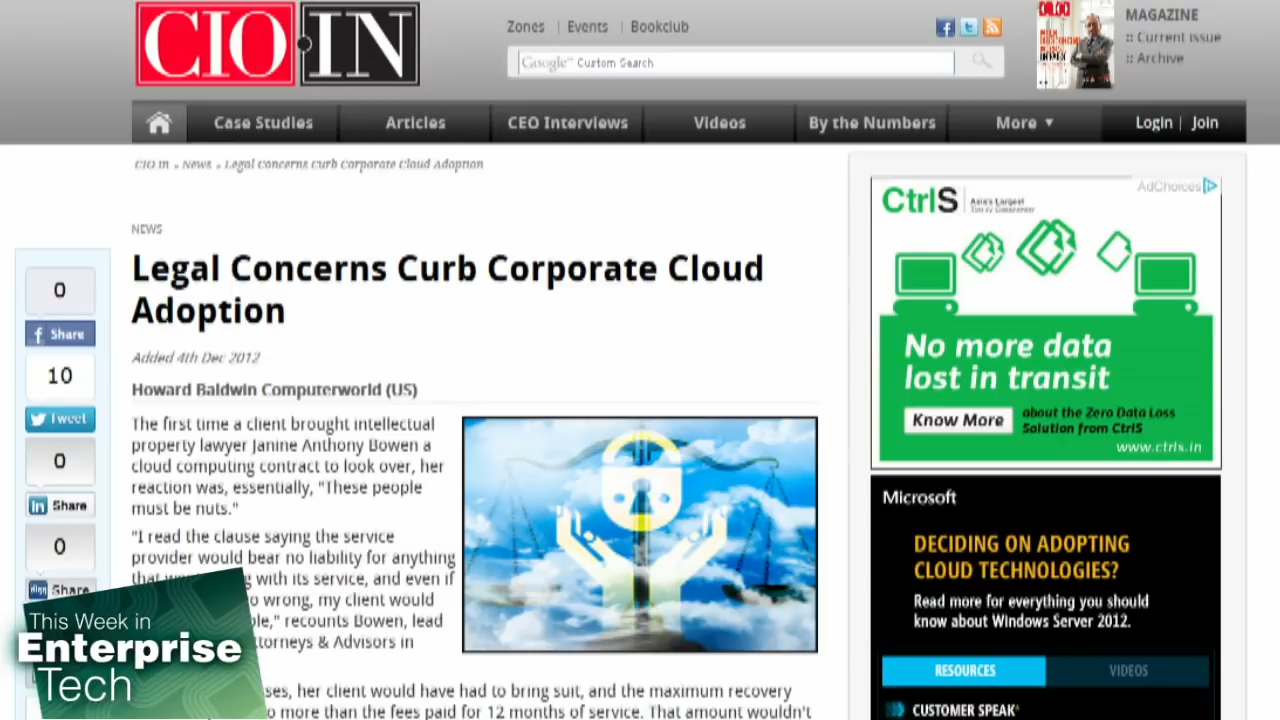 CIO IN
Zones | Events | Bookclub
Google™ Custom Search
MAGAZINE
:: Current Issue
:: Archive
Case Studies
Articles
CEO Interviews
Videos
By the Numbers
More ▼
Login | Join
CIO In » News » Legal Concerns Curb Corporate Cloud Adoption
NEWS
Legal Concerns Curb Corporate Cloud
Adoption
Added 4th Dec 2012
Howard Baldwin Computerworld (US)
The first time a client brought intellectual
property lawyer Janine Anthony Bowen a
cloud computing contract to look over, her
reaction was, essentially, "These people
must be nuts."
"I read the clause saying the service
provider would bear no liability for anything
that with its service, and even if
wrong, my client would
recounts Bowen, lead
Attorneys & Advisors in
her client would have had to bring suit, and the maximum recovery
more than the fees paid for 12 months of service. That amount wouldn't
0
Share
10
Tweet
0
in Share
0
digg Share
This Week in
Enterprise
Tech
AdChoices
CtrlS
Asia's Largest
No more data
lost in transit
Know More
about the Zero Data Loss
Solution from CtrlS
www.ctrls.in
Microsoft
DECIDING ON ADOPTING
CLOUD TECHNOLOGIES?
Read more for everything you should
know about Windows Server 2012.
RESOURCES
VIDEOS
CUSTOMER SPEAK